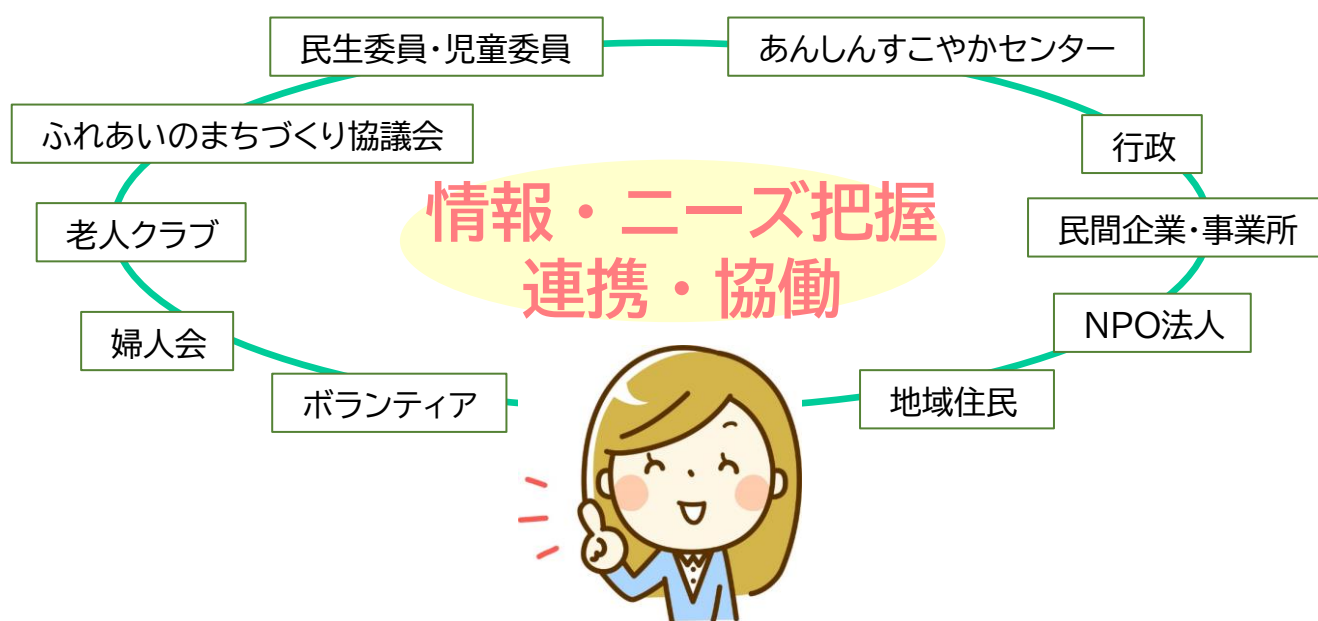 民生委員・児童委員
あんしんすこやかセンター
ふれあいのまちづくり協議会
行政
情報・ニーズ把握
連携・協働
老人クラブ
民間企業・事業所
婦人会
NPO法人
ボランティア
地域住民